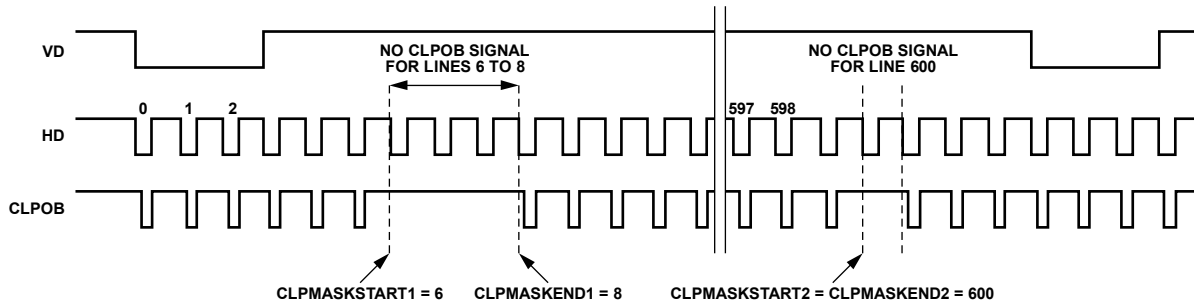 VD
NO CLPOB SIGNAL
FOR LINES 6 TO 8
NO CLPOB SIGNAL
FOR LINE 600
0 1 2 597 598
HD
CLPOB
CLPMASKSTART1 = 6 CLPMASKEND1 = 8 CLPMASKSTART2 = CLPMASKEND2 = 600